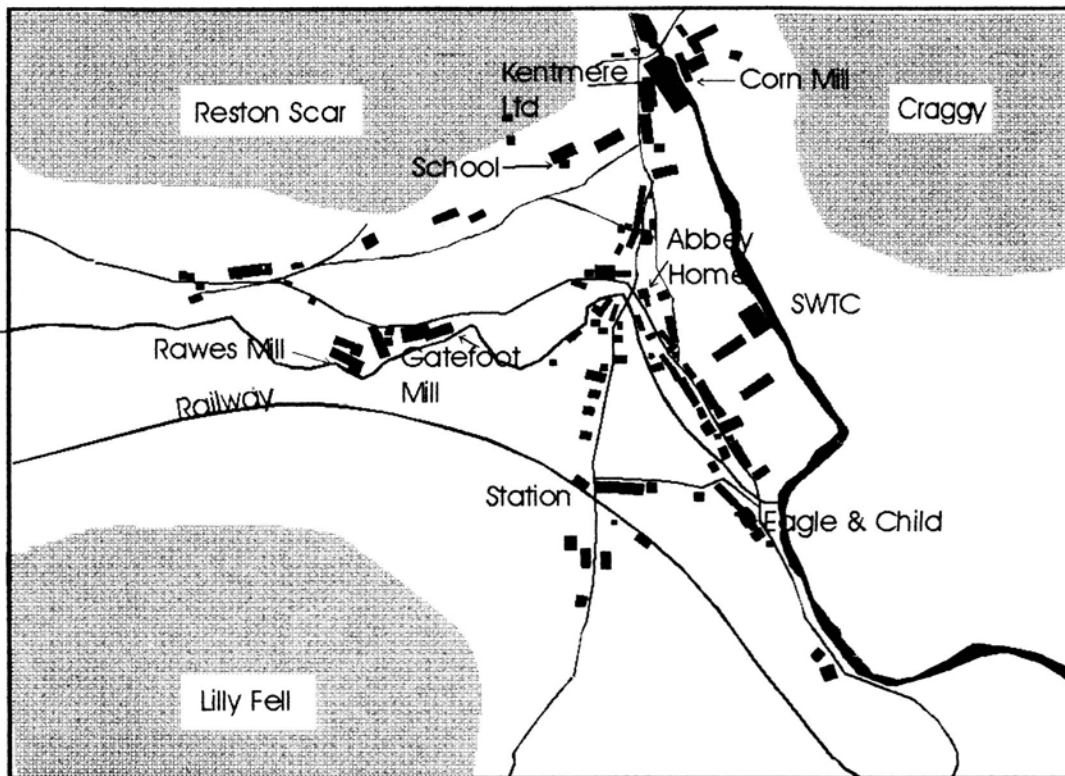 Kentmere
Ltd
Corn Mill
Reston Scar
Craggy
School
Abbey
Home
SWTC
Rawes Mill
Gatefoot
Mill
Railway
Station
Eagle & Child
Lilly Fell